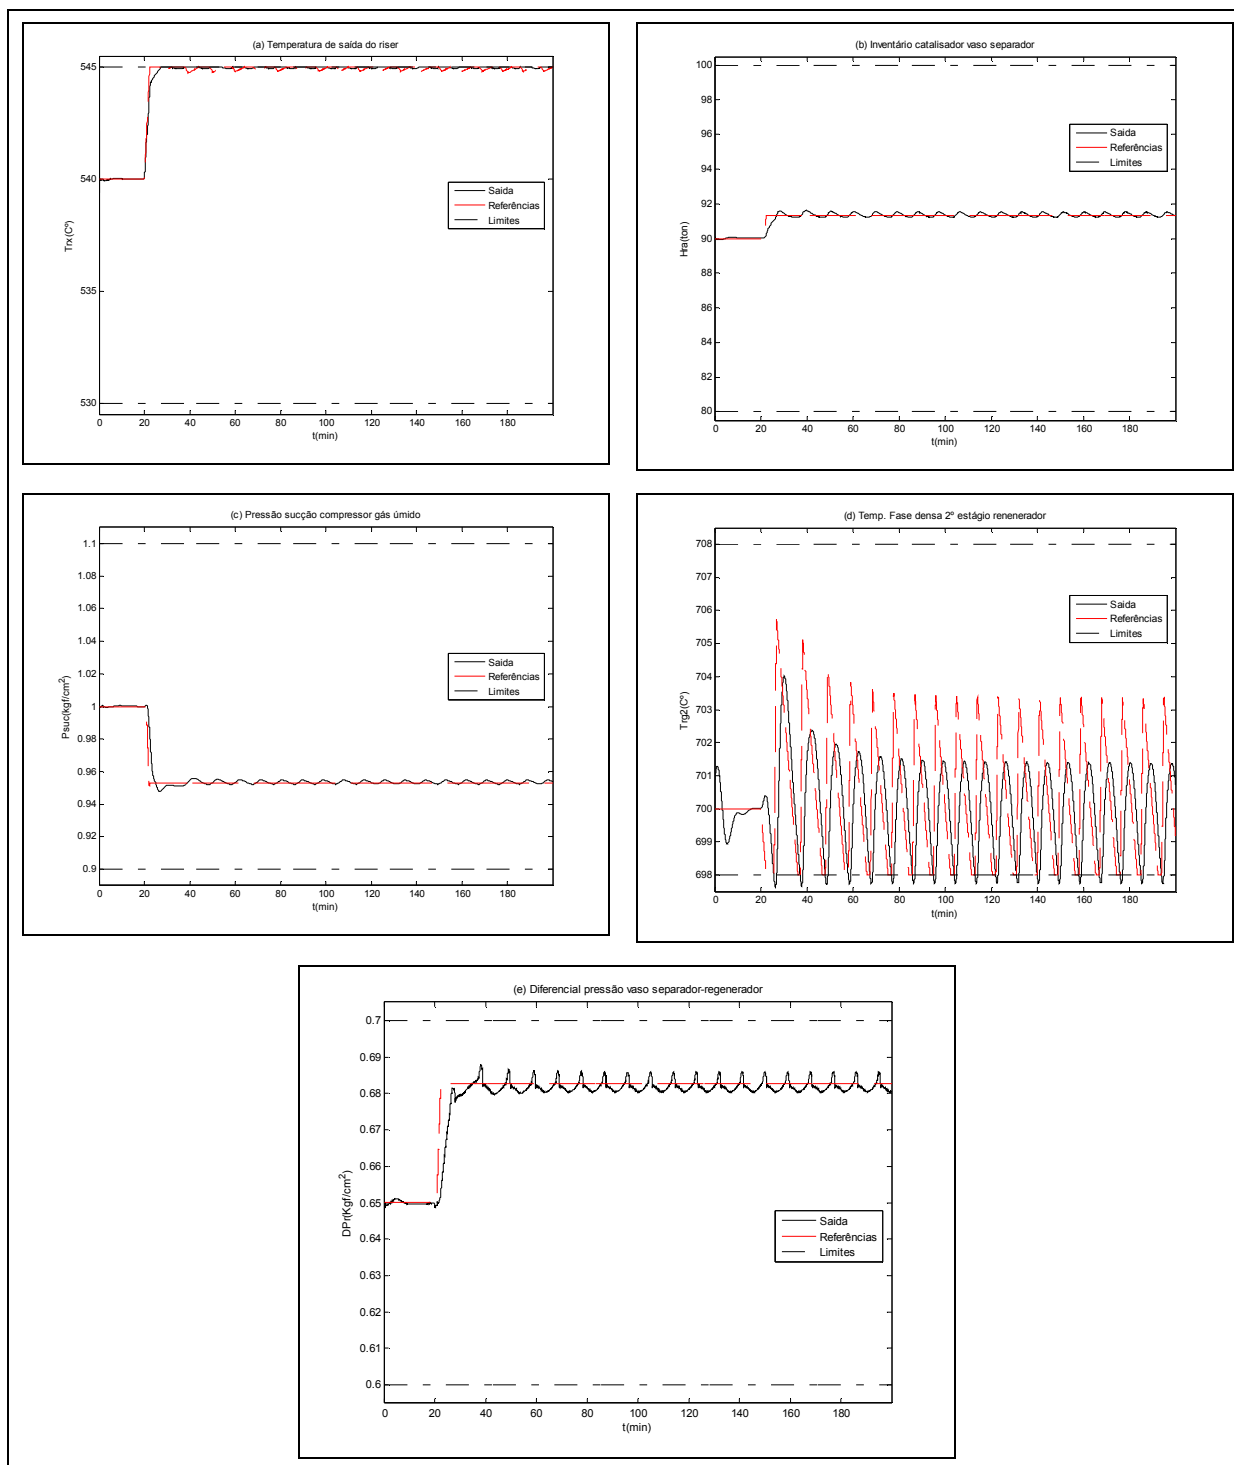 (a) Temperatura de saída do riser
545
540
535
530
Trx(Cº)
Saida
Referências
Limites
0 20 40 60 80 100 120 140 160 180
t(min)
(b) Inventário catalisador vaso separador
100
98
96
94
92
90
88
86
84
82
80
Hra(ton)
Saida
Referências
Limites
0 20 40 60 80 100 120 140 160 180
t(min)
(c) Pressão sucção compressor gás úmido
1.1
1.08
1.06
1.04
1.02
1
0.98
0.96
0.94
0.92
0.9
Psuc(kgf/cm²)
Saida
Referências
Limites
0 20 40 60 80 100 120 140 160 180
t(min)
(d) Temp. Fase densa 2º estágio renenerador
708
707
706
705
704
703
702
701
700
699
698
Trg2(Cº)
Saida
Referências
Limites
0 20 40 60 80 100 120 140 160 180
t(min)
(e) Diferencial pressão vaso separador-regenerador
0.7
0.69
0.68
0.67
0.66
0.65
0.64
0.63
0.62
0.61
0.6
DPr(Kgf/cm²)
Saida
Referências
Limites
0 20 40 60 80 100 120 140 160 180
t(min)